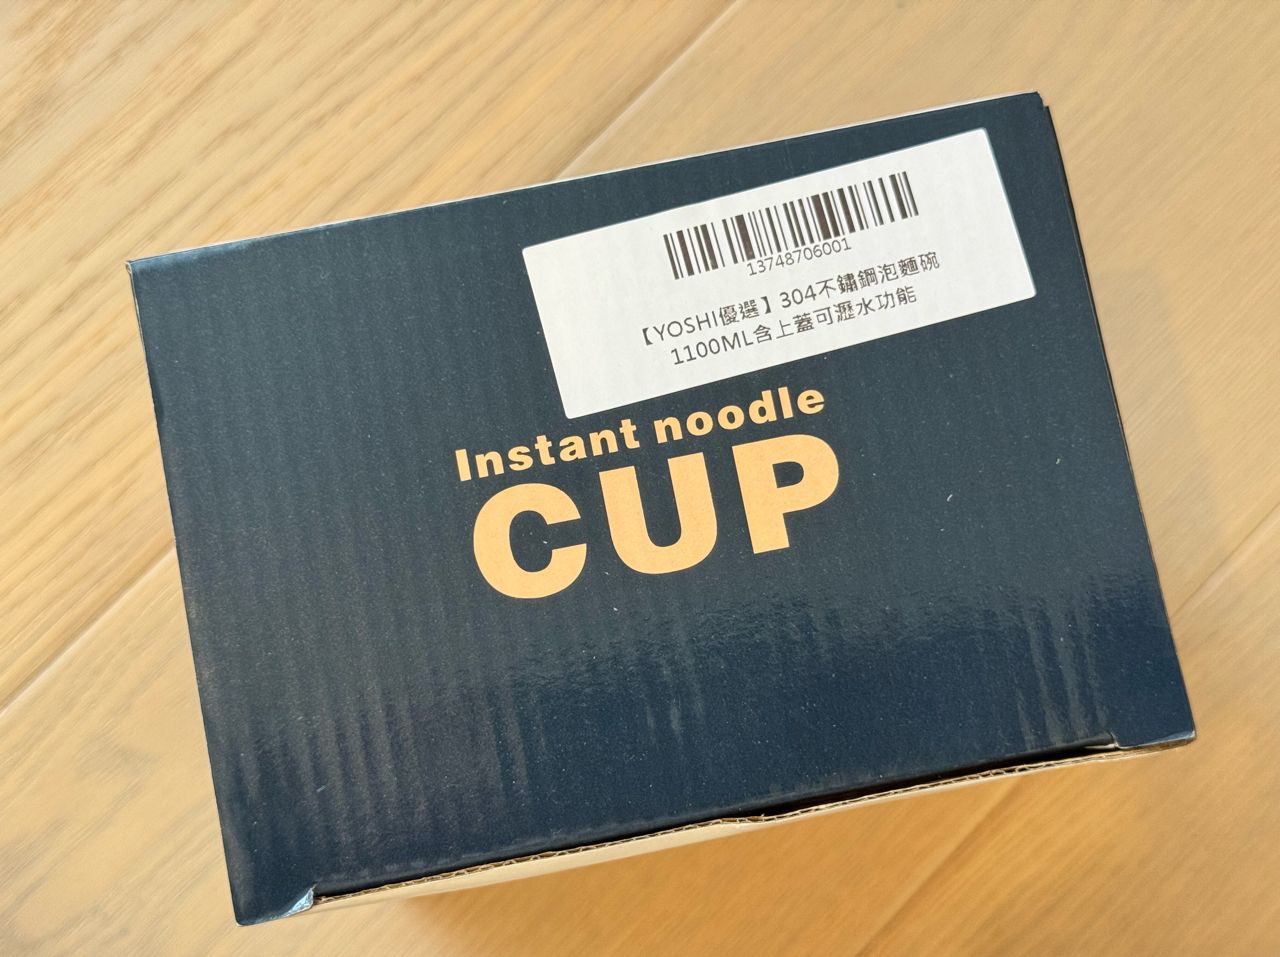 13748706001
【YOSHI優選】304不鏽鋼泡麵碗
1100ML含上蓋可瀝水功能
Instant noodle
CUP